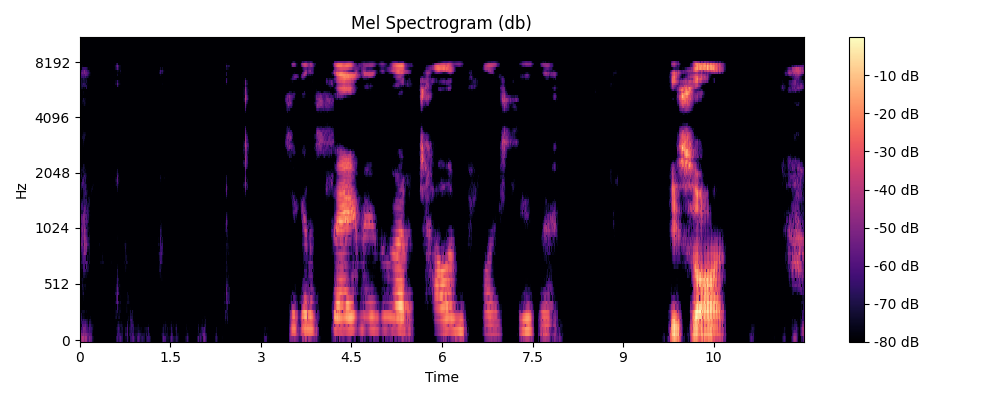 Mel Spectrogram (db)
8192
4096
2048
1024
512
0
Hz
0 1.5 3 4.5 6 7.5 9 10
Time
-10 dB
-20 dB
-30 dB
-40 dB
-50 dB
-60 dB
-70 dB
-80 dB